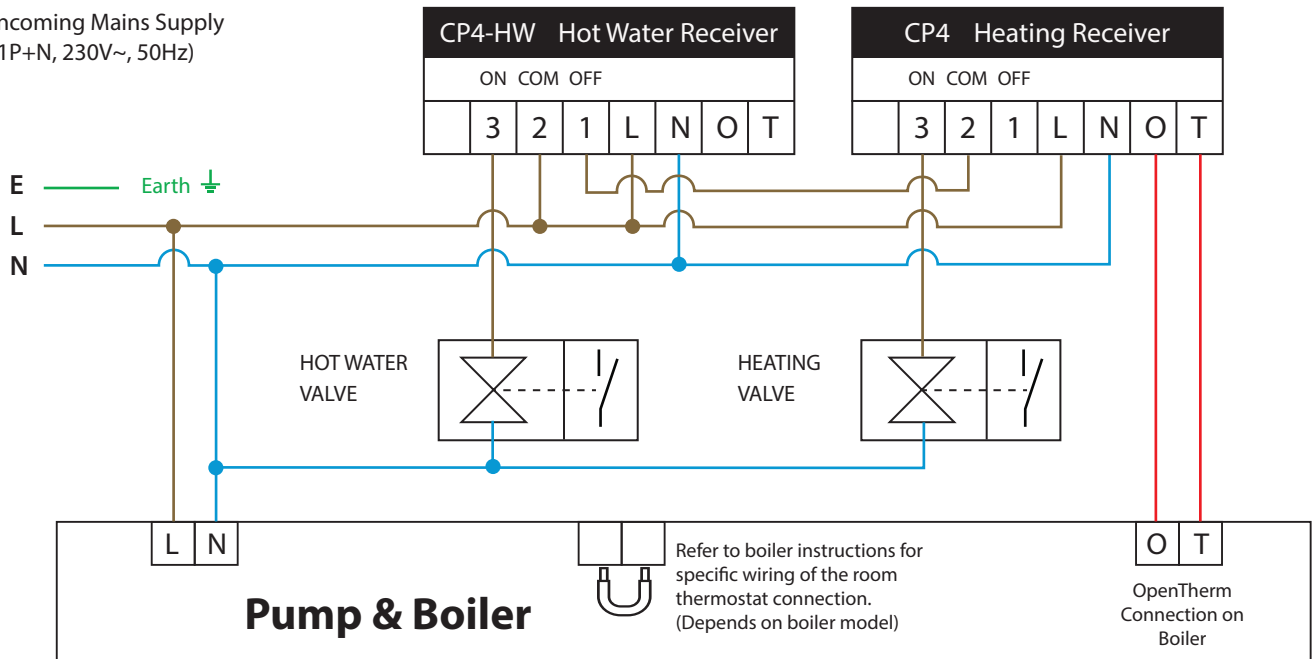 ncoming Mains Supply
1P+N, 230V~, 50Hz)
CP4-HW Hot Water Receiver
ON COM OFF
3 2 1 L N O T
CP4 Heating Receiver
ON COM OFF
3 2 1 L N O T
E
Earth
L
N
HOT WATER
VALVE
HEATING
VALVE
L N
Refer to boiler instructions for
specific wiring of the room
thermostat connection.
(Depends on boiler model)
O T
OpenTherm
Connection on
Boiler
Pump & Boiler